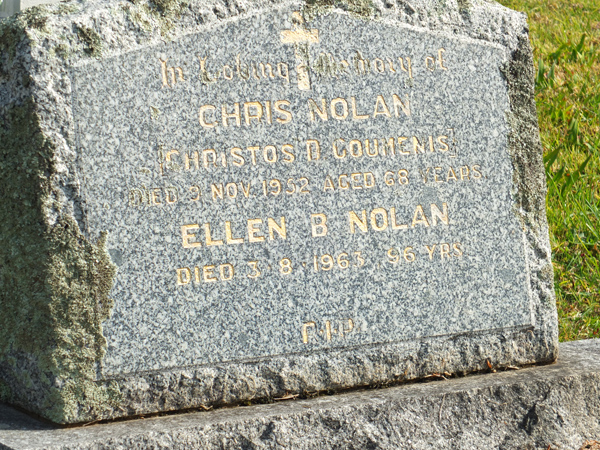 In Loving Memory of
CHRIS NOLAN
[CHRISTOS D. COUMENIS]
DIED 9 NOV. 1952 AGED 68 YEARS
ELLEN B NOLAN
DIED 3-8-1963 96 YRS
R.I.P.